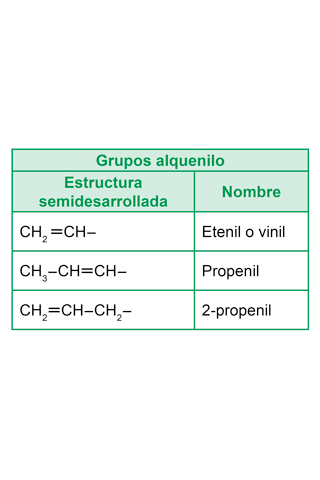 Grupos alquenilo
Estructura
semidesarrollada
Nombre
CH₂=CH–
Etenil o vinil
CH₃–CH=CH–
Propenil
CH₂=CH–CH₂–
2-propenil